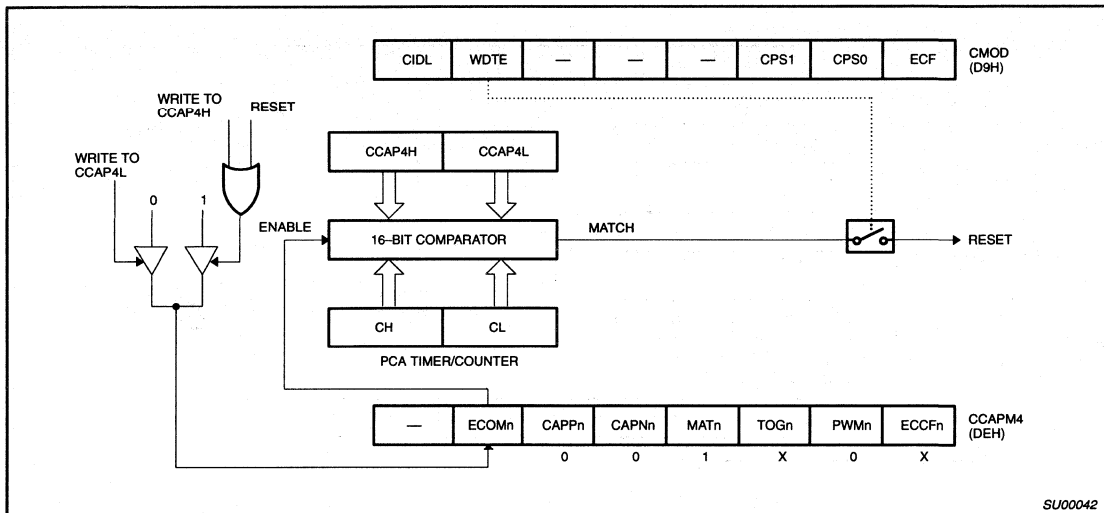 CIDL WDTE — — — CPS1 CPS0 ECF
CMOD
(D9H)
WRITE TO
CCAP4H
RESET
WRITE TO
CCAP4L
0 1
CCAP4H CCAP4L
ENABLE
16–BIT COMPARATOR
MATCH
RESET
CH CL
PCA TIMER/COUNTER
— ECOMn CAPPn CAPNn MATn TOGn PWMn ECCFn
CCAPM4
(DEH)
0 0 1 X 0 X
SU00042